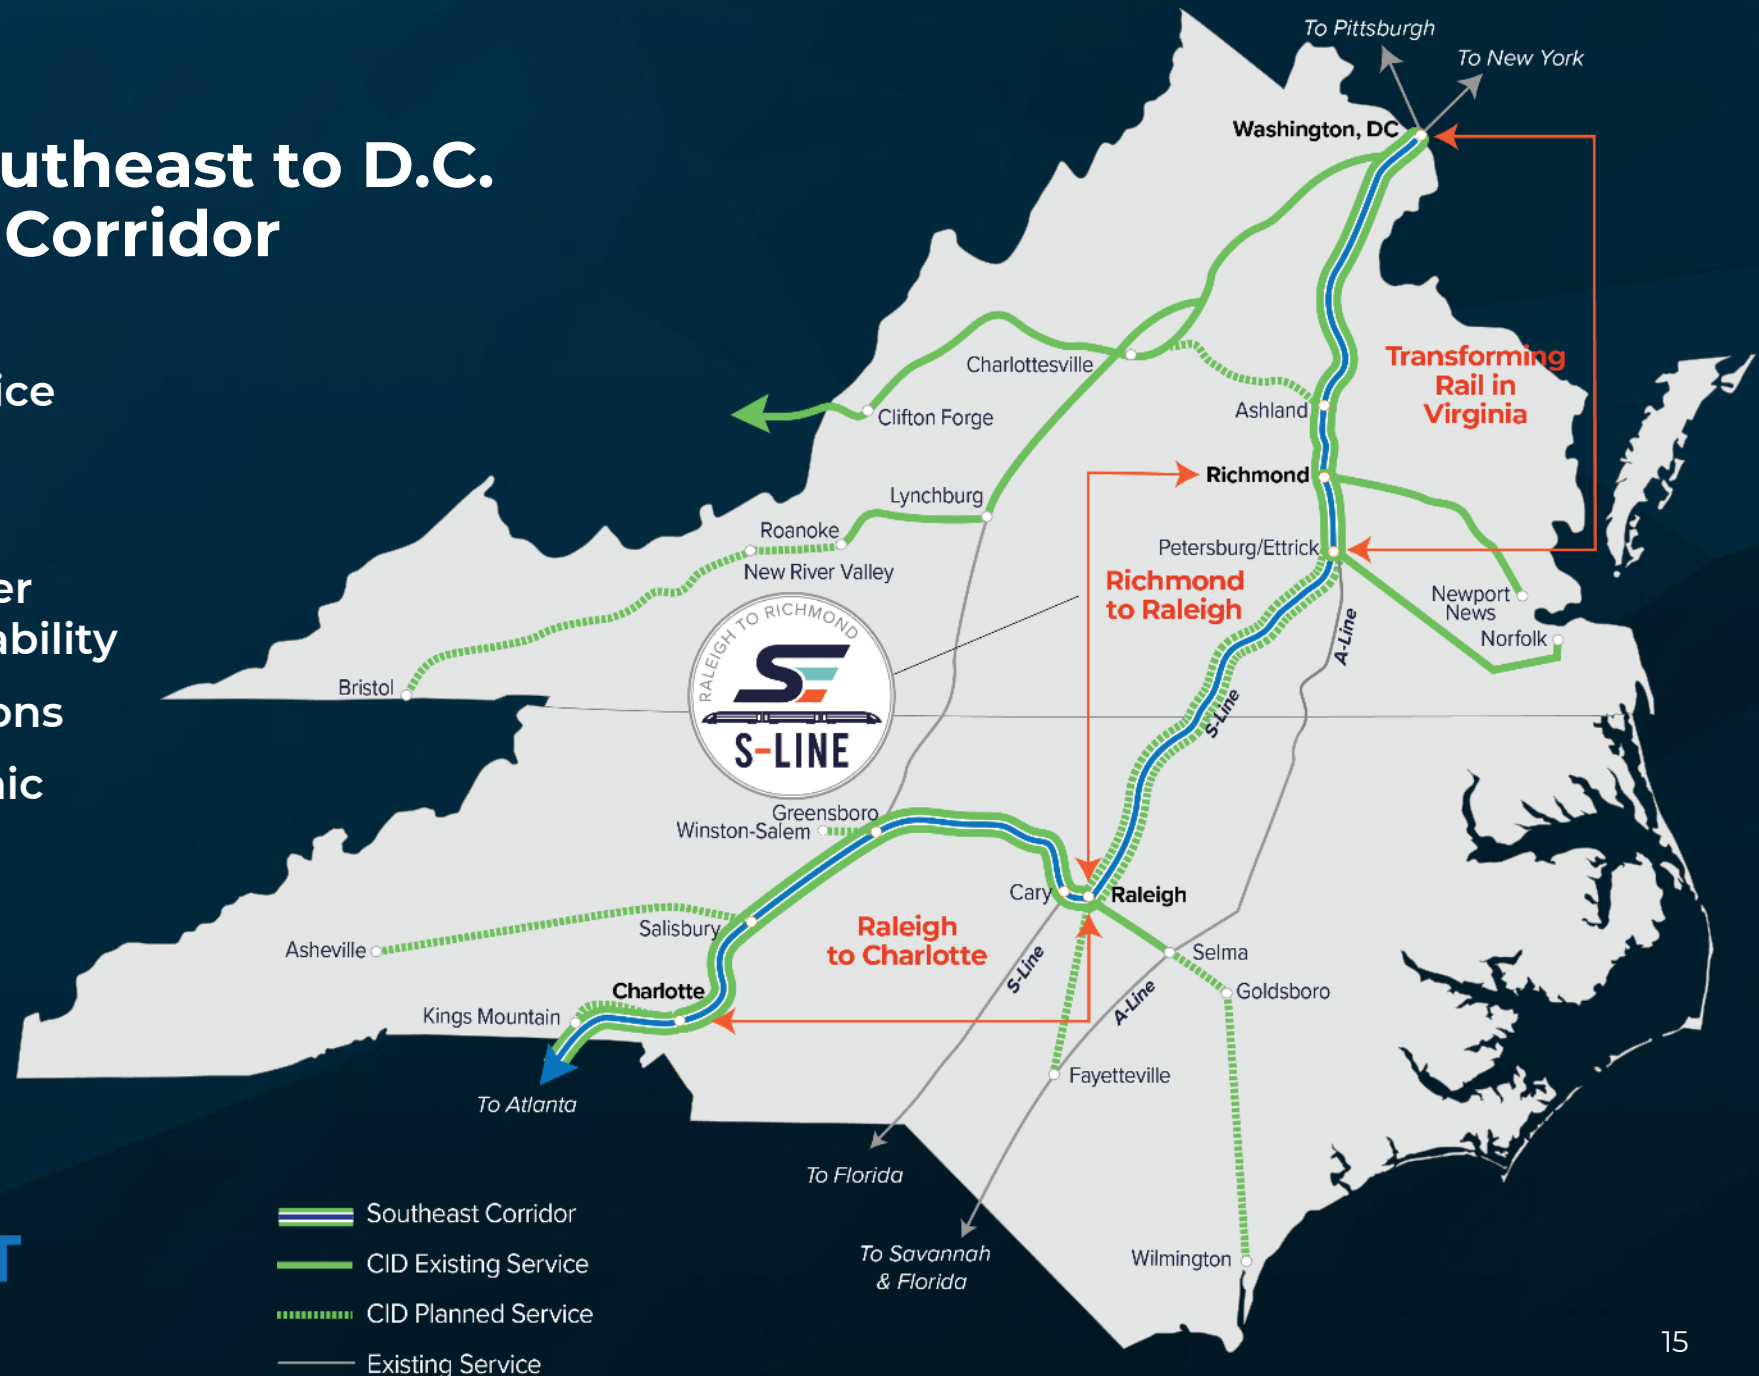 utheast to D.C.
Corridor
ice
er
ability
ons
nic
T
To Pittsburgh
To New York
Washington, DC
Charlottesville
Clifton Forge
Ashland
Transforming
Rail in
Virginia
Richmond
Lynchburg
Roanoke
New River Valley
Petersburg/Ettrick
Richmond
to Raleigh
Newport
News
Norfolk
A-Line
Bristol
RALEIGH TO RICHMOND
S-LINE
S-Line
Greensboro
Winston-Salem
Cary
Raleigh
Raleigh
to Charlotte
Salisbury
Asheville
Selma
S-Line
A-Line
Goldsboro
Charlotte
Kings Mountain
Fayetteville
To Atlanta
To Florida
To Savannah
& Florida
Wilmington
Southeast Corridor
CID Existing Service
CID Planned Service
Existing Service
15